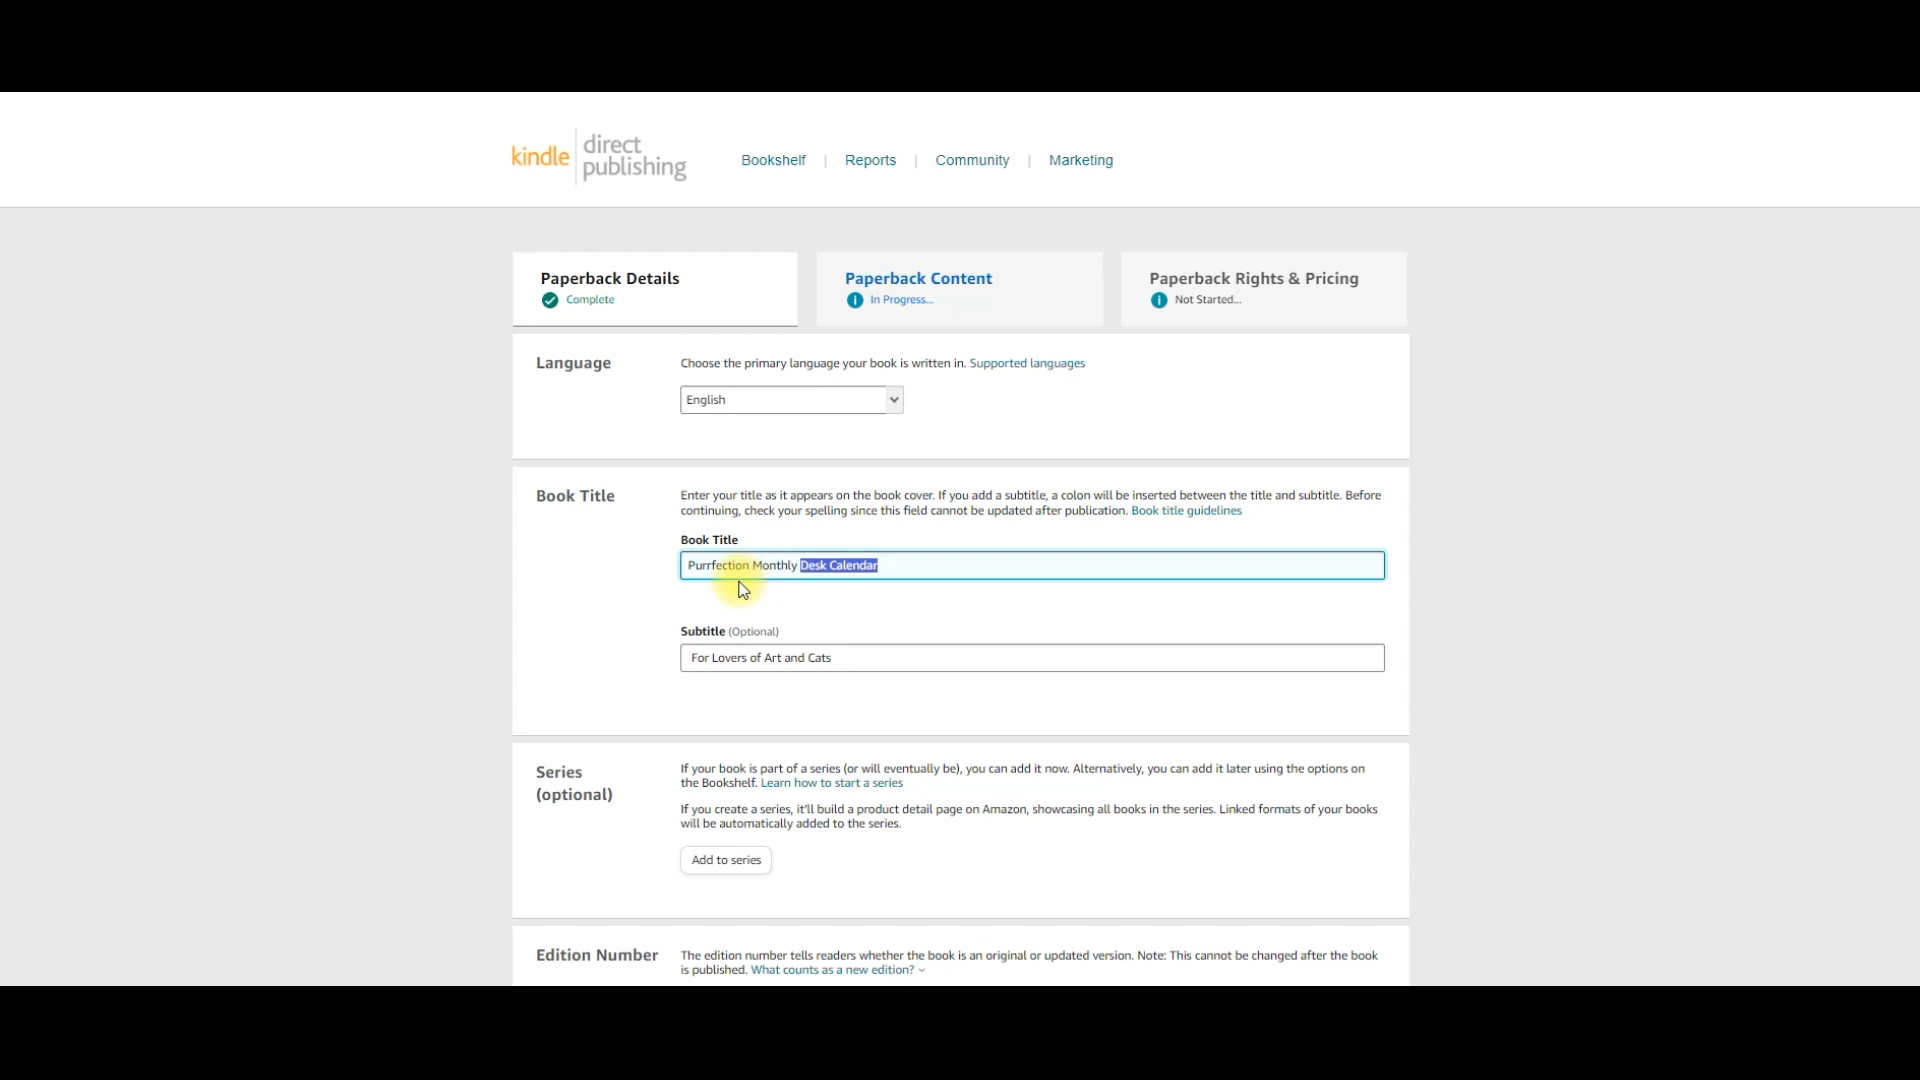 kindle direct publishing
Bookshelf | Reports | Community | Marketing
Paperback Details
Complete
Paperback Content
In Progress...
Paperback Rights & Pricing
Not Started...
Language
Choose the primary language your book is written in. Supported languages
English
Book Title
Enter your title as it appears on the book cover. If you add a subtitle, a colon will be inserted between the title and subtitle. Before
continuing, check your spelling since this field cannot be updated after publication. Book title guidelines
Book Title
Purrfection Monthly Desk Calendar
Subtitle (Optional)
For Lovers of Art and Cats
Series
(optional)
If your book is part of a series (or will eventually be), you can add it now. Alternatively, you can add it later using the options on
the Bookshelf. Learn how to start a series
If you create a series, it'll build a product detail page on Amazon, showcasing all books in the series. Linked formats of your books
will be automatically added to the series.
Add to series
Edition Number
The edition number tells readers whether the book is an original or updated version. Note: This cannot be changed after the book
is published. What counts as a new edition?